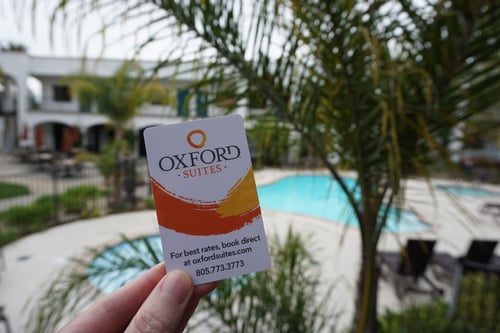 OXFORD
· SUITES ·
For best rates, book direct
at oxfordsuites.com
805.773.3773